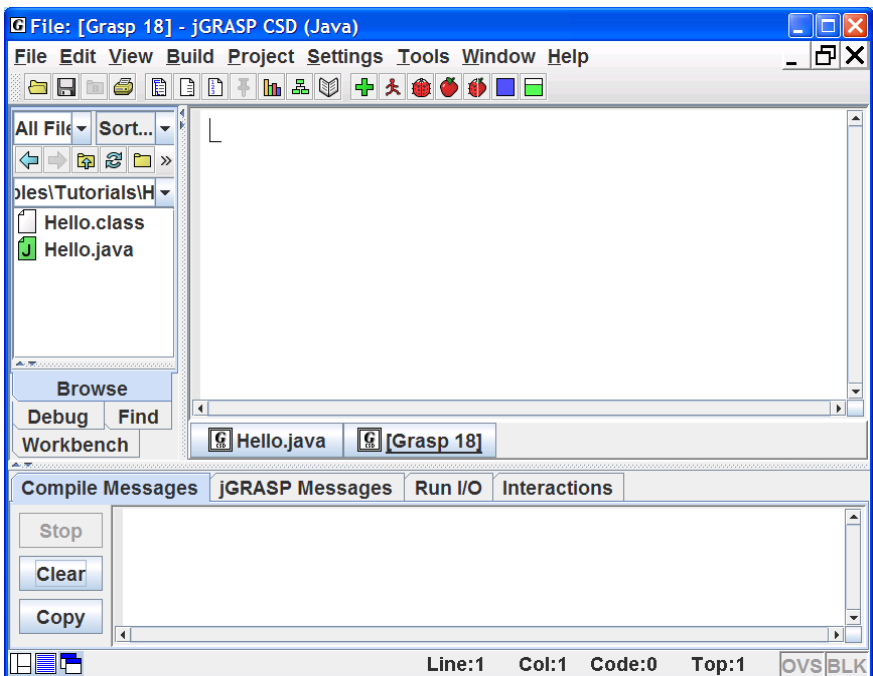 File: [Grasp 18] - jGRASP CSD (Java)
File Edit View Build Project Settings Tools Window Help
All File Sort...
ples\Tutorials\H
Hello.class
Hello.java
Browse
Debug Find
Workbench
Hello.java [Grasp 18]
Compile Messages jGRASP Messages Run I/O Interactions
Stop
Clear
Copy
Line:1 Col:1 Code:0 Top:1 OVS BLK